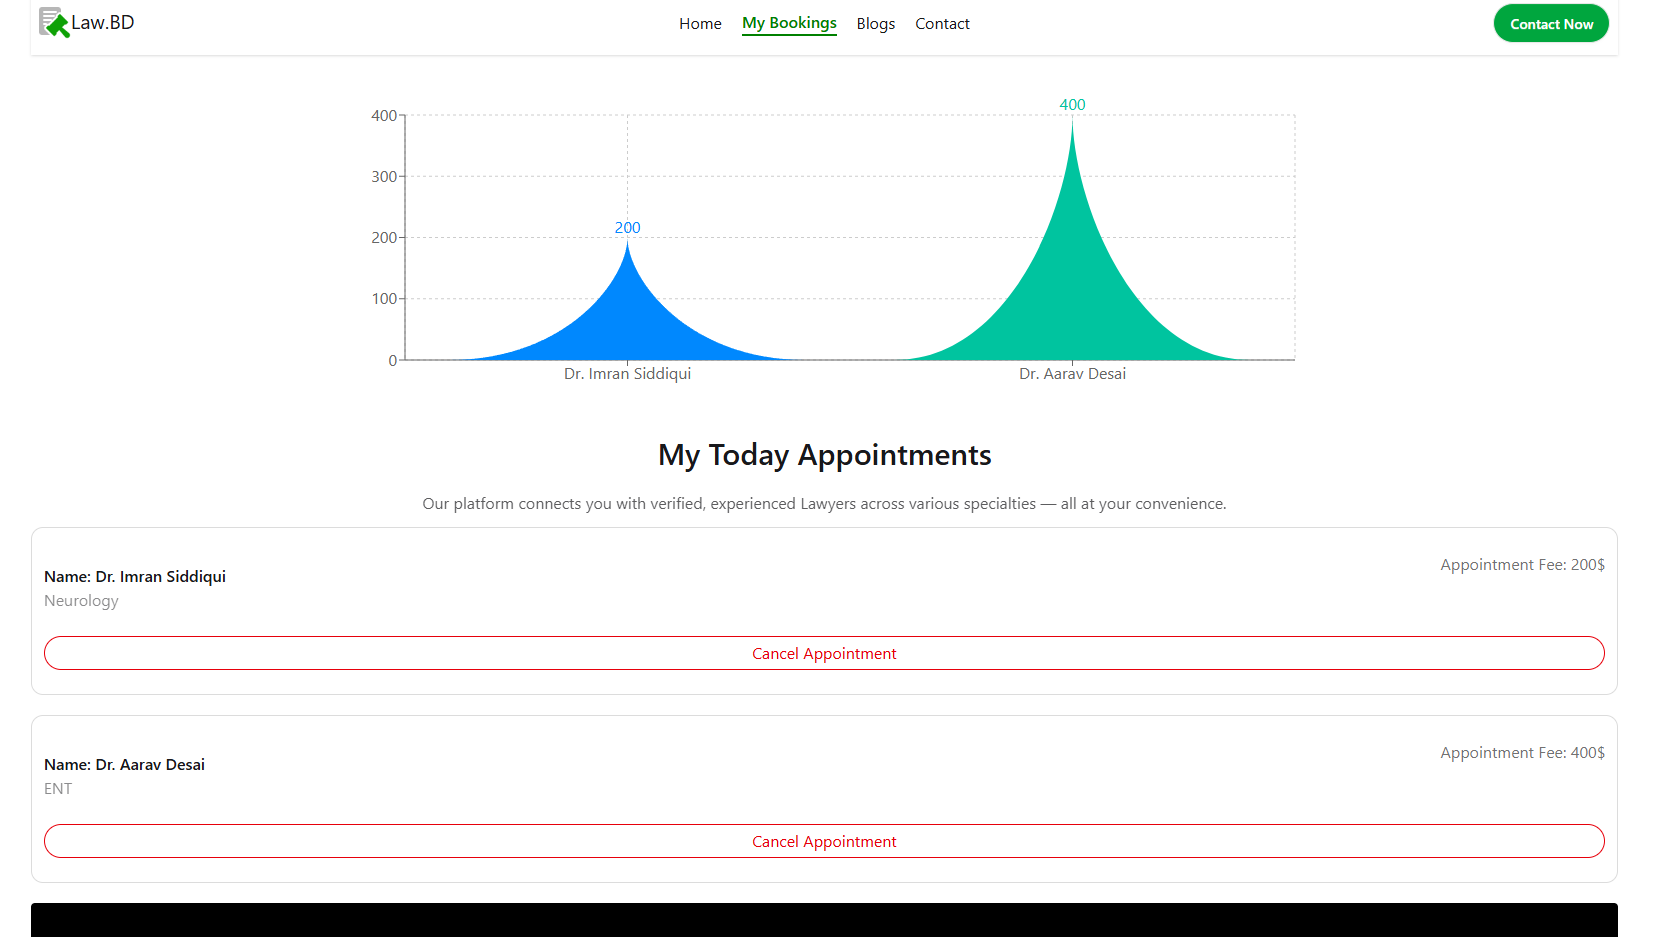 Law.BD
Home My Bookings Blogs Contact
Contact Now
400
400
300
200
200
100
0
Dr. Imran Siddiqui Dr. Aarav Desai
My Today Appointments
Our platform connects you with verified, experienced Lawyers across various specialties — all at your convenience.
Appointment Fee: 200$
Name: Dr. Imran Siddiqui
Neurology
Cancel Appointment
Appointment Fee: 400$
Name: Dr. Aarav Desai
ENT
Cancel Appointment